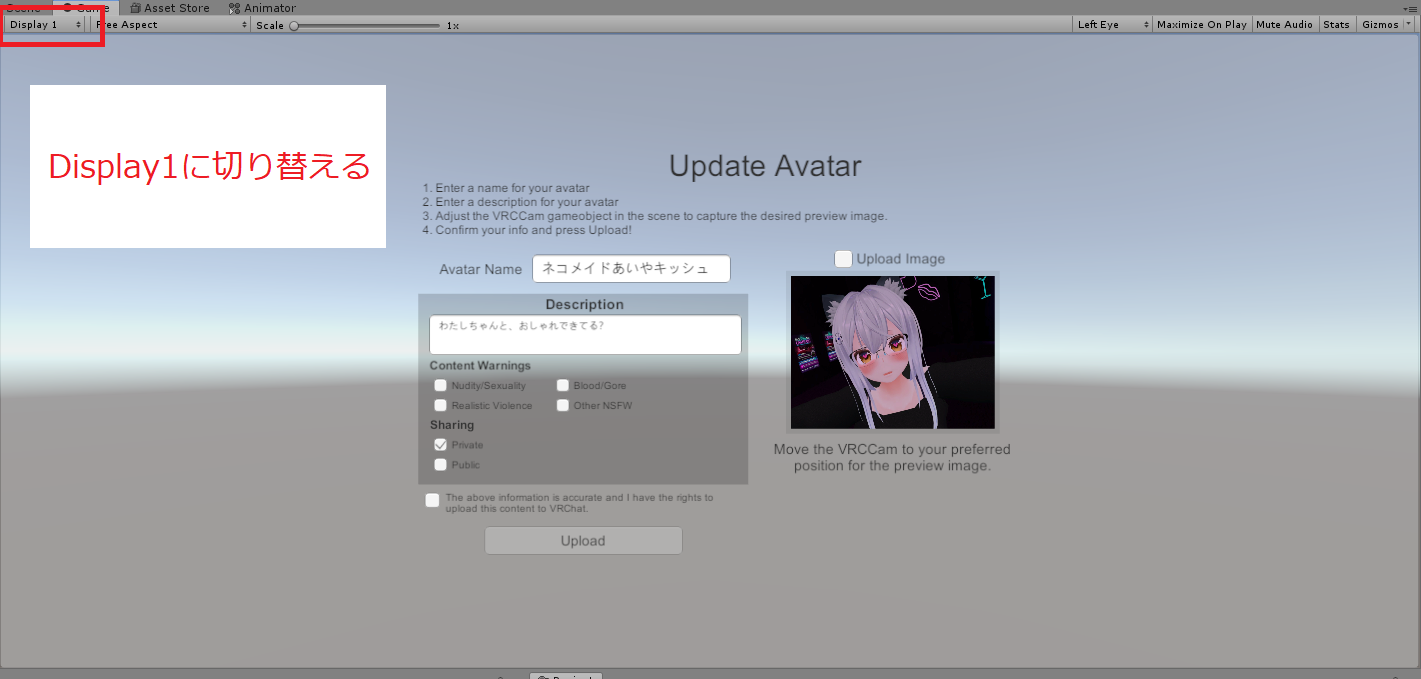 Scene Game Asset Store Animator
Display 1 Free Aspect Scale 1x Left Eye Maximize On Play Mute Audio Stats Gizmos
Display1に切り替える
Update Avatar
1. Enter a name for your avatar
2. Enter a description for your avatar
3. Adjust the VRCCam gameobject in the scene to capture the desired preview image.
4. Confirm your info and press Upload!
Avatar Name ネコメイドあいやキッシュ
Description
わたしちゃんと、おしゃれできてる?
Content Warnings
Nudity/Sexuality Blood/Gore
Realistic Violence Other NSFW
Sharing
Private
Public
The above information is accurate and I have the rights to
upload this content to VRChat.
Upload
Upload Image
Move the VRCCam to your preferred
position for the preview image.